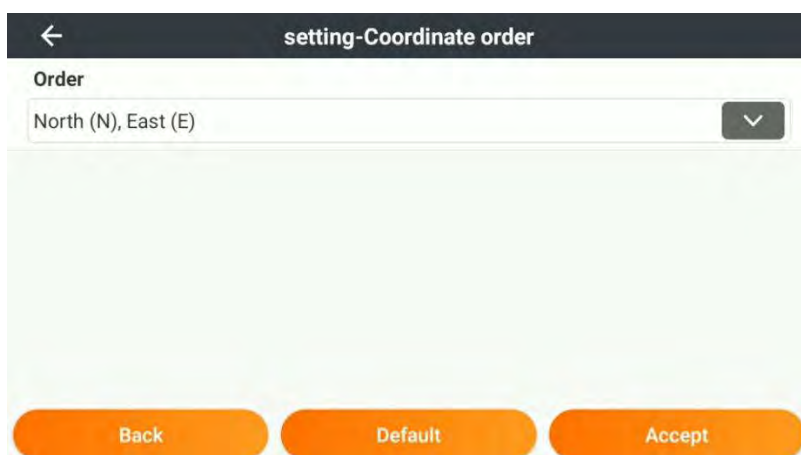 setting-Coordinate order
Order
North (N), East (E)
Back Default Accept